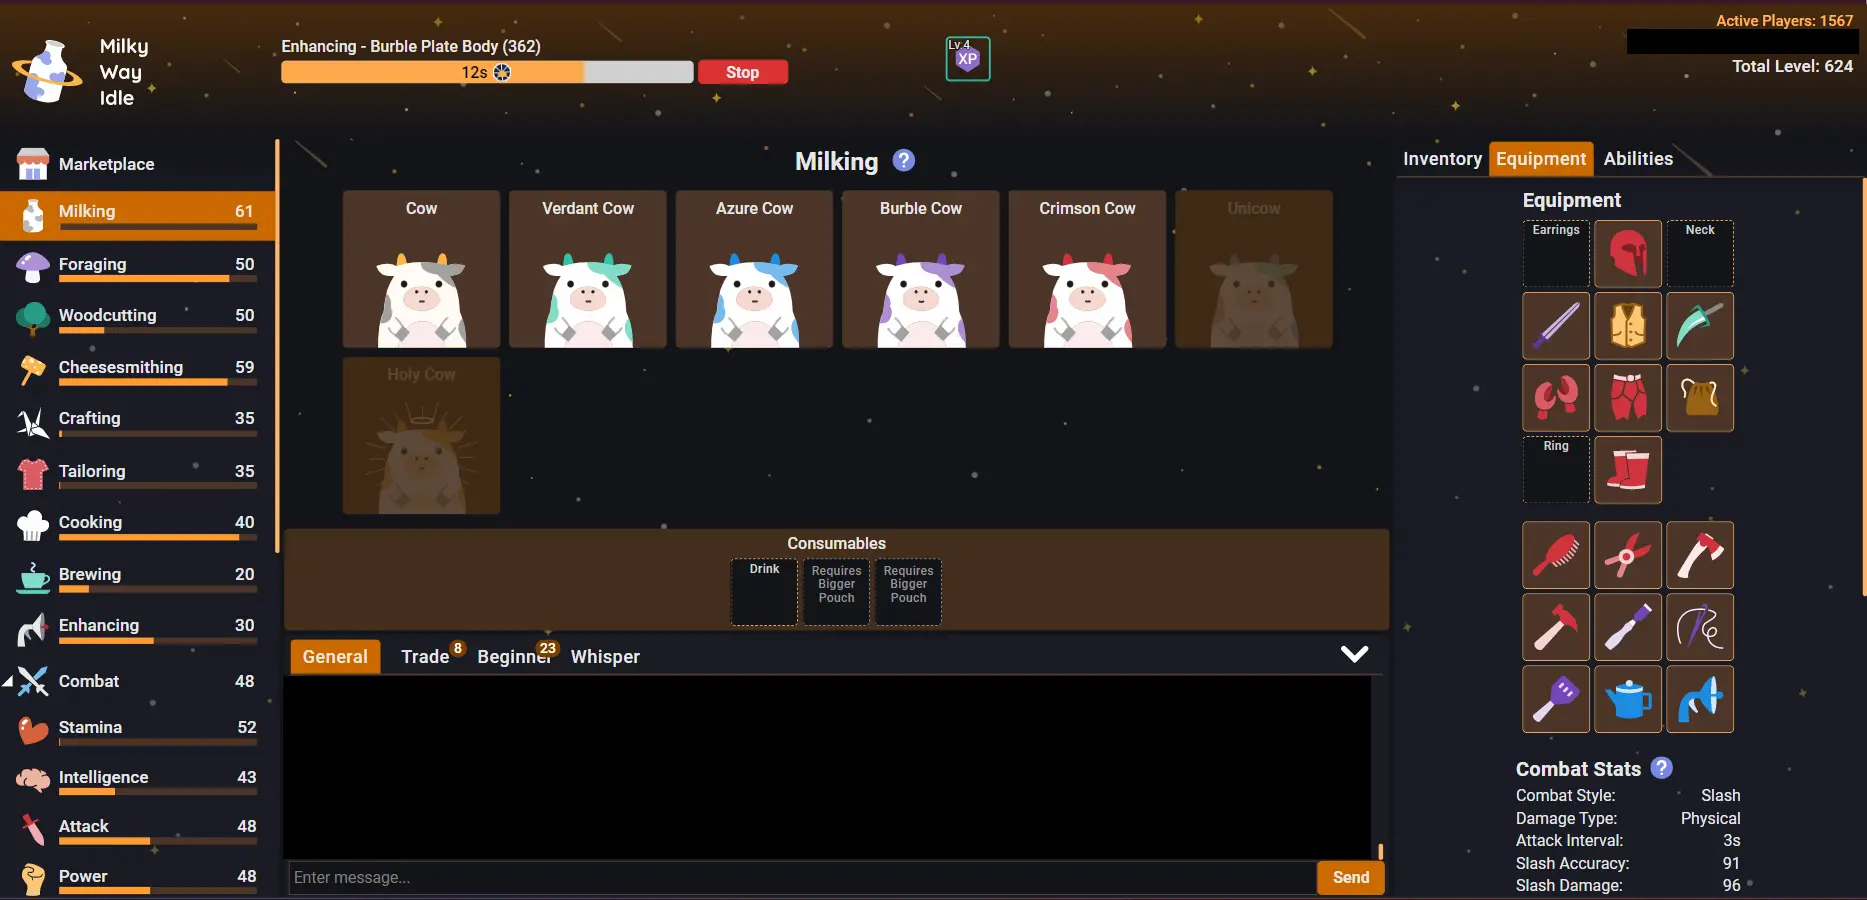 Milky
Way
Idle
Enhancing - Burble Plate Body (362)
12s
Stop
Lv.4
XP
Active Players: 1567
Total Level: 624
Marketplace
Milking 61
Foraging 50
Woodcutting 50
Cheesesmithing 59
Crafting 35
Tailoring 35
Cooking 40
Brewing 20
Enhancing 30
Combat 48
Stamina 52
Intelligence 43
Attack 48
Power 48
Milking ?
Cow
Verdant Cow
Azure Cow
Burble Cow
Crimson Cow
Unicow
Holy Cow
Consumables
Drink
Requires
Bigger
Pouch
Requires
Bigger
Pouch
General Trade 8 Beginner 23 Whisper
Enter message...
Send
Inventory Equipment Abilities
Equipment
Earrings
Neck
Ring
Combat Stats ?
Combat Style: Slash
Damage Type: Physical
Attack Interval: 3s
Slash Accuracy: 91
Slash Damage: 96